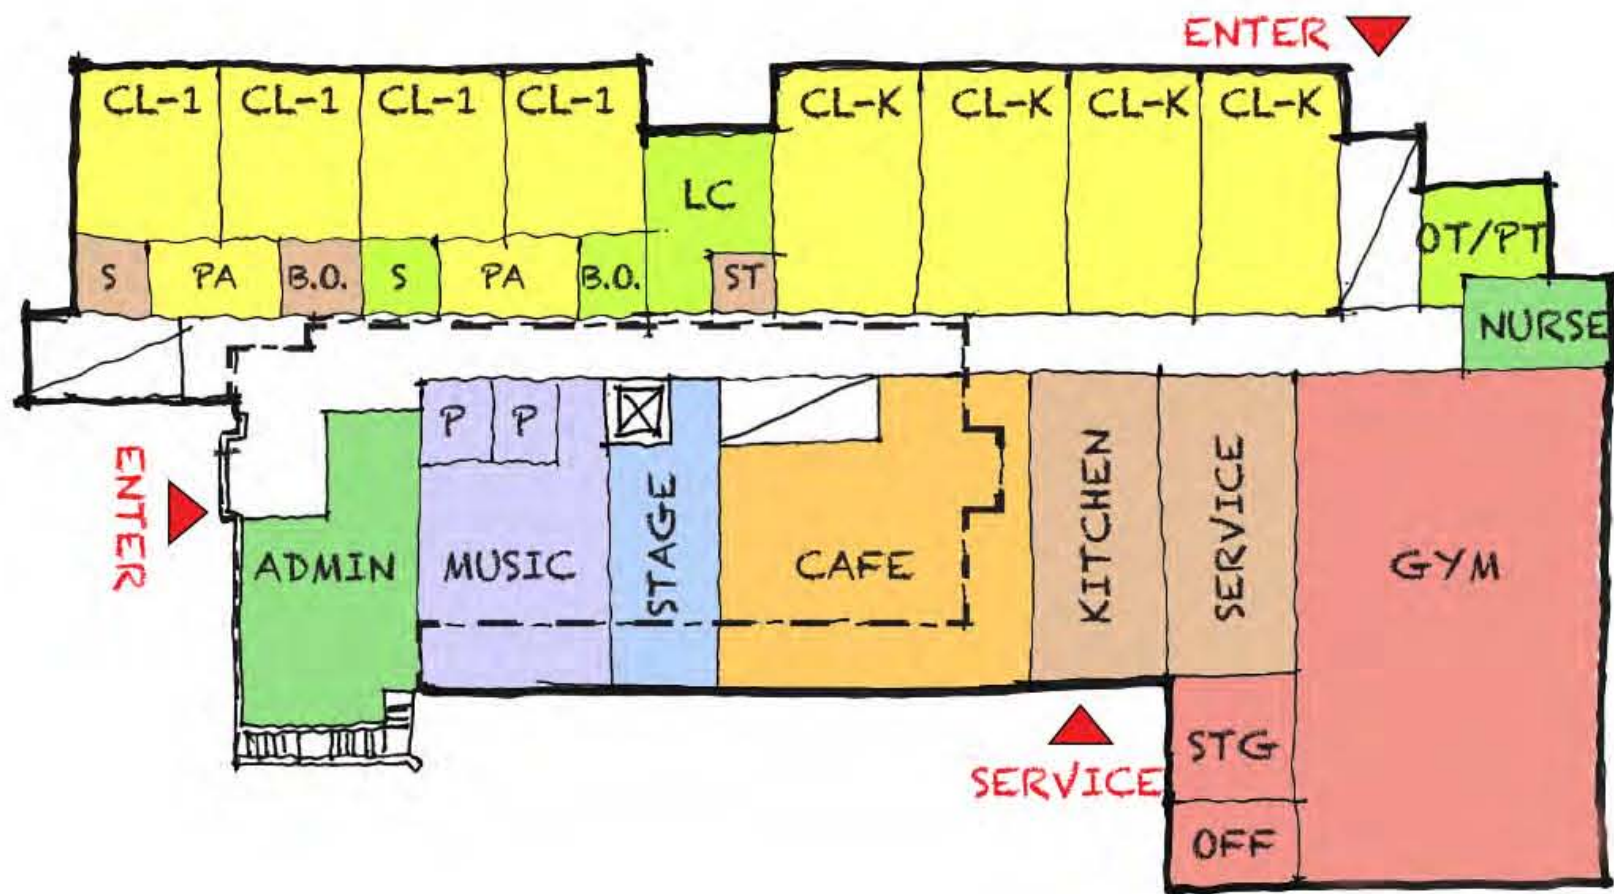 ENTER
CL-1 CL-1 CL-1 CL-1 CL-K CL-K CL-K CL-K
LC
OT/PT
S PA B.O. S PA B.O. ST
NURSE
P P
ENTER
ADMIN MUSIC STAGE CAFE KITCHEN SERVICE GYM
STG
SERVICE
OFF